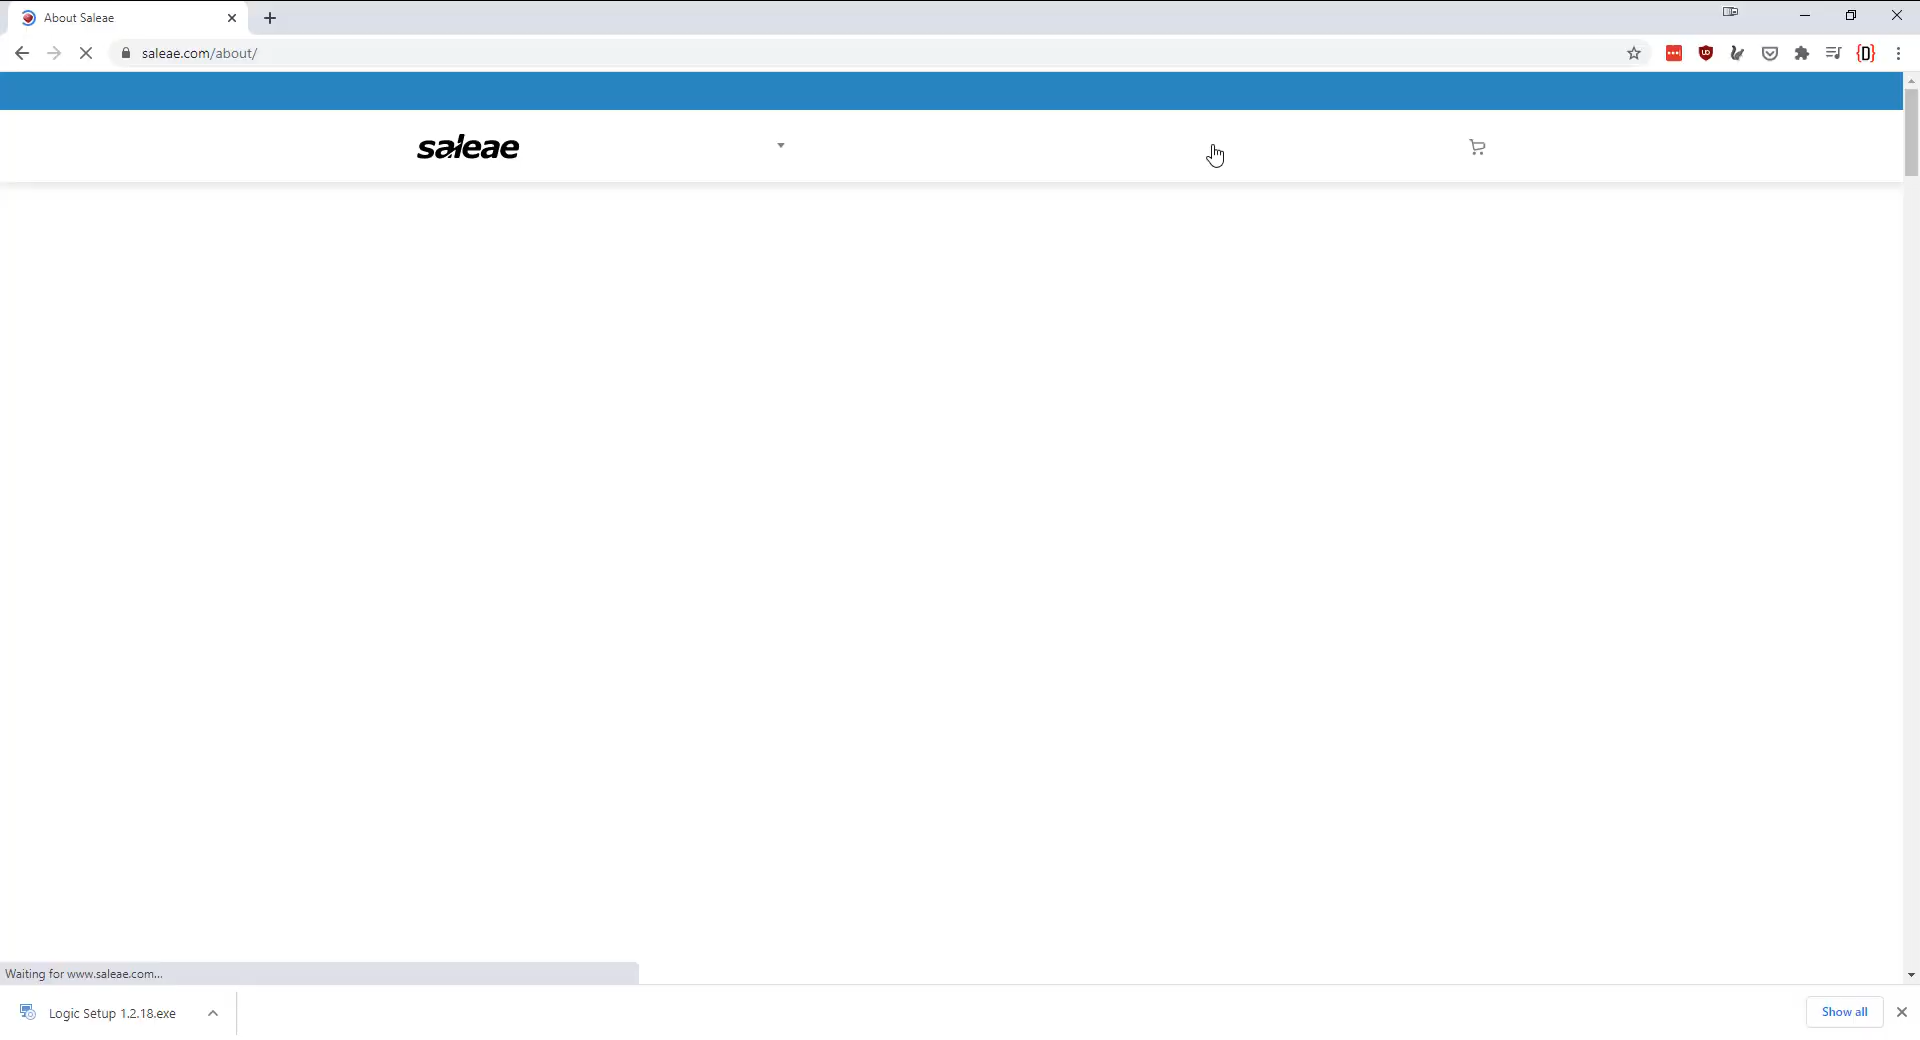 About Saleae
saleae.com/about/
saleae
Waiting for www.saleae.com...
Logic Setup 1.2.18.exe
Show all